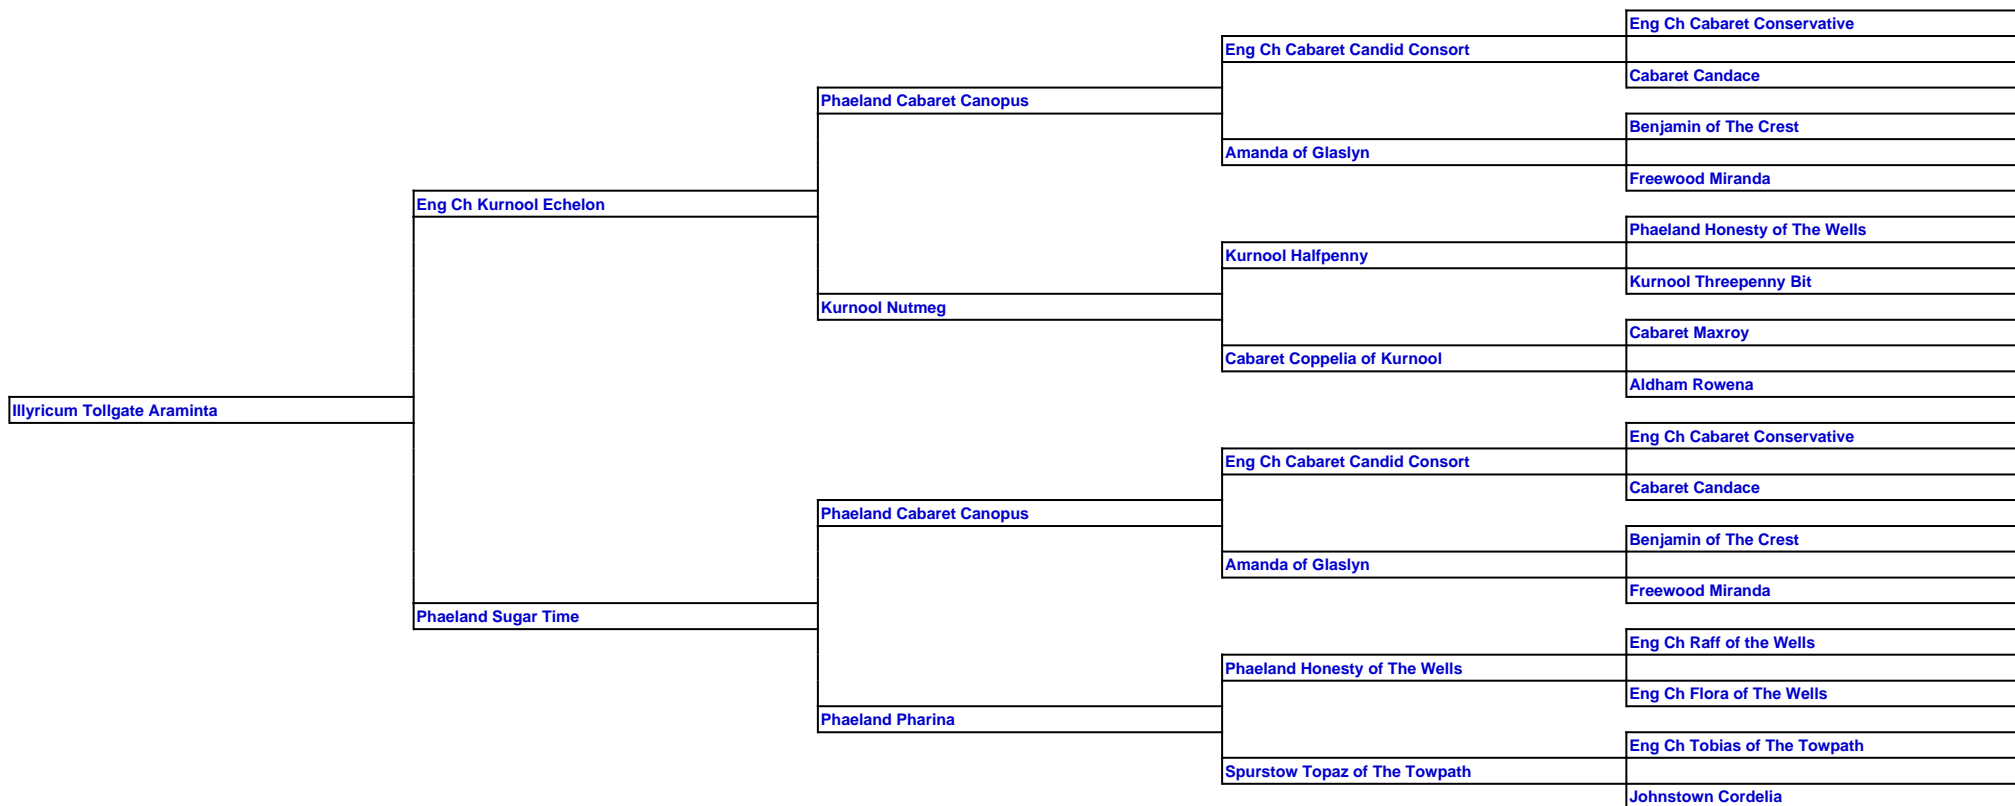 Eng Ch Cabaret Conservative
Eng Ch Cabaret Candid Consort
Cabaret Candace
Phaeland Cabaret Canopus
Benjamin of The Crest
Amanda of Glaslyn
Freewood Miranda
Eng Ch Kurnool Echelon
Phaeland Honesty of The Wells
Kurnool Halfpenny
Kurnool Threepenny Bit
Kurnool Nutmeg
Cabaret Maxroy
Cabaret Coppelia of Kurnool
Aldham Rowena
Illyricum Tollgate Araminta
Eng Ch Cabaret Conservative
Eng Ch Cabaret Candid Consort
Cabaret Candace
Phaeland Cabaret Canopus
Benjamin of The Crest
Amanda of Glaslyn
Freewood Miranda
Phaeland Sugar Time
Eng Ch Raff of the Wells
Phaeland Honesty of The Wells
Eng Ch Flora of The Wells
Phaeland Pharina
Eng Ch Tobias of The Towpath
Spurstow Topaz of The Towpath
Johnstown Cordelia